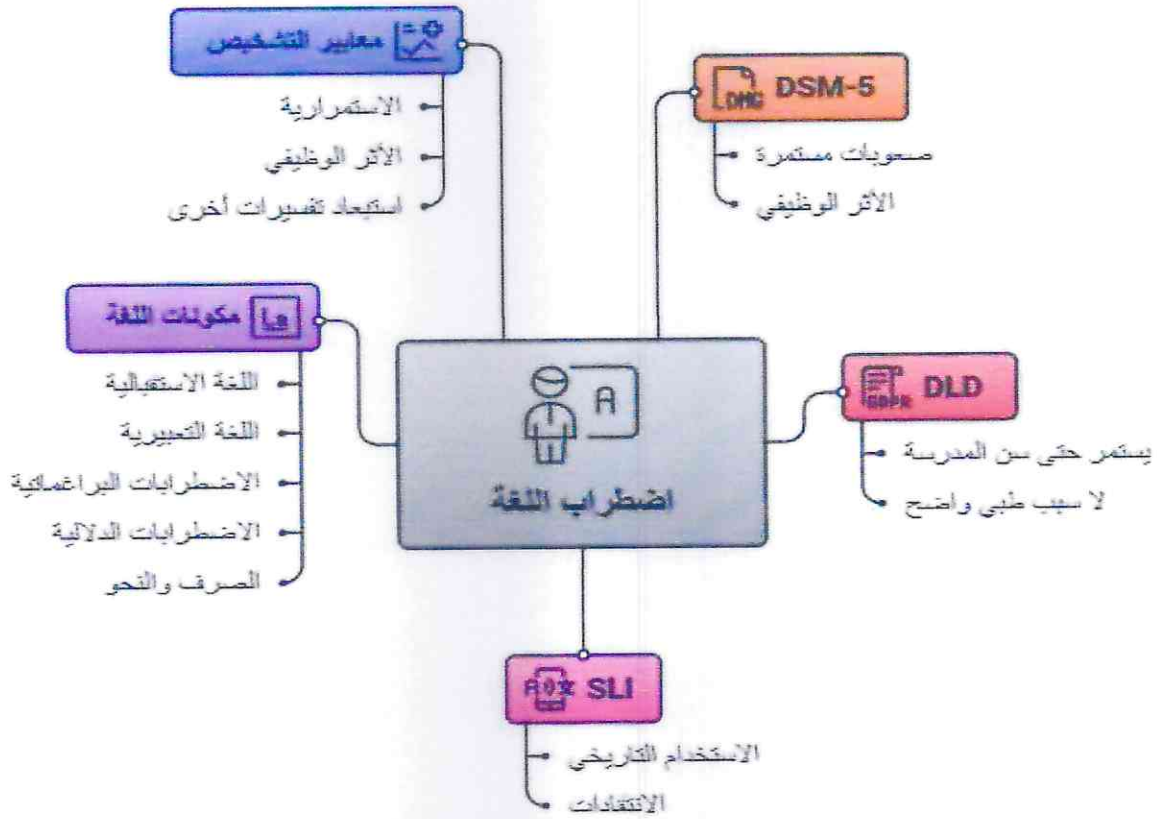 معايير التشخيص
الاستمرارية
الأثر الوظيفي
استبعاد تفسيرات أخرى
DMG DSM-5
صعوبات مستمرة
الأثر الوظيفي
مكونات اللغة
اللغة الاستقبالية
اللغة التعبيرية
الاضطرابات البراغماتية
الاضطرابات الدلالية
الصرف والنحو
A
اضطراب اللغة
GDPR DLD
يستمر حتى سن المدرسة
لا سبب طبي واضح
SLI
الاستخدام التاريخي
الانتقادات